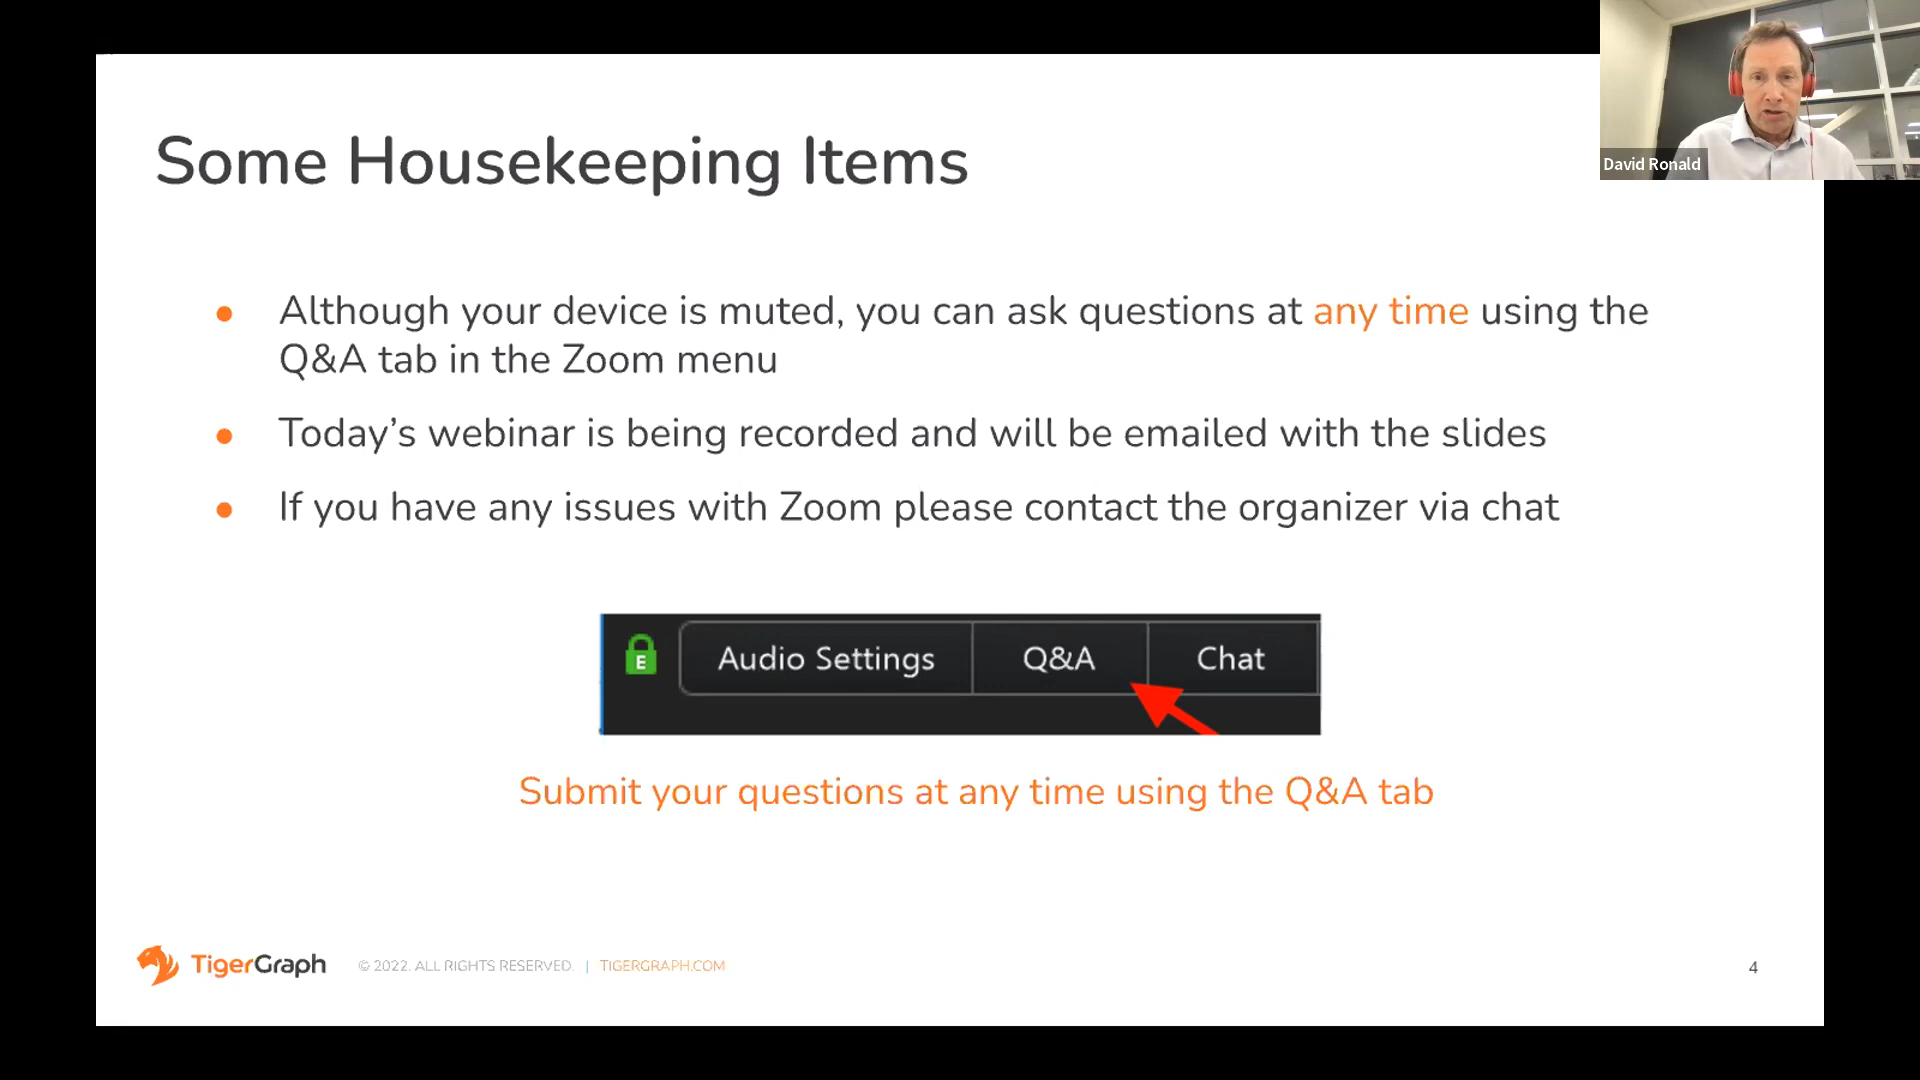 Some Housekeeping Items
David Ronald
● Although your device is muted, you can ask questions at any time using the
Q&A tab in the Zoom menu
● Today’s webinar is being recorded and will be emailed with the slides
● If you have any issues with Zoom please contact the organizer via chat
E
Audio Settings
Q&A
Chat
Submit your questions at any time using the Q&A tab
TigerGraph
© 2022. ALL RIGHTS RESERVED. | TIGERGRAPH.COM
4